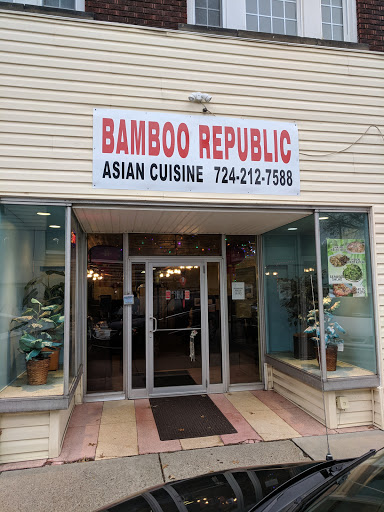 BAMBOO REPUBLIC
ASIAN CUISINE 724-212-7588